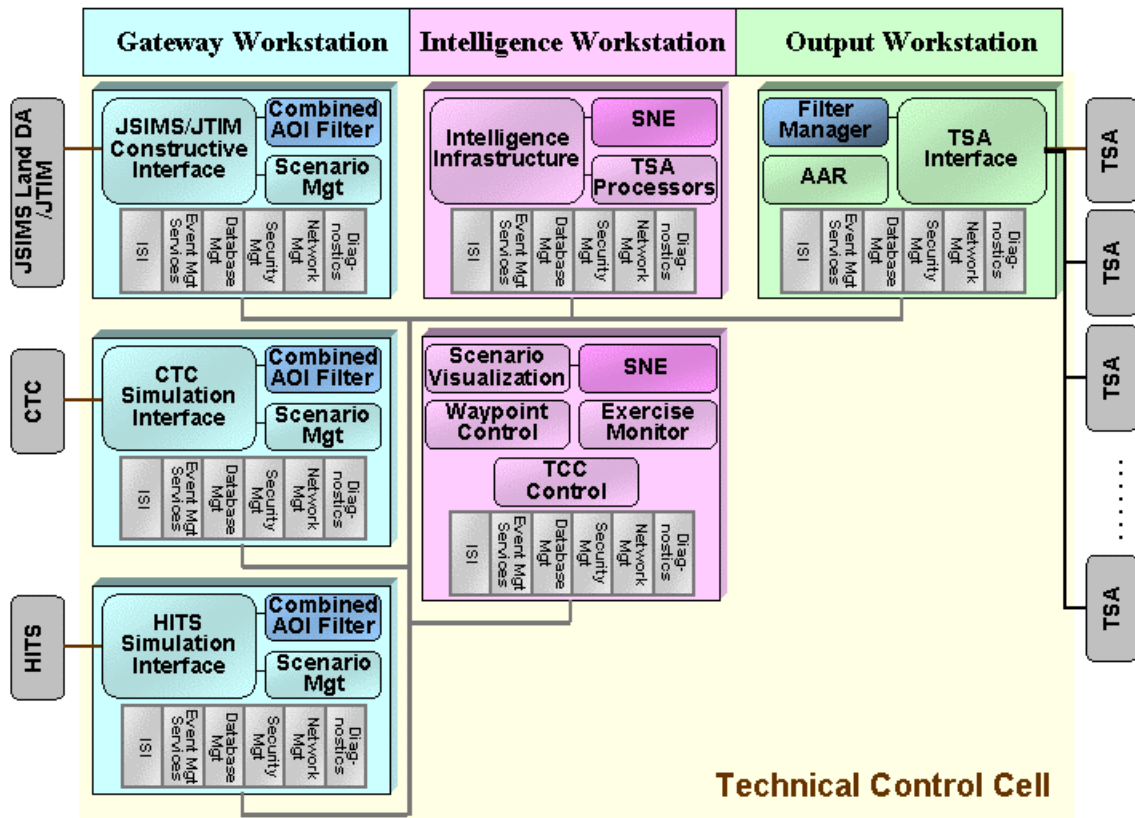 Gateway Workstation
Intelligence Workstation
Output Workstation
JSIMS Land DA
/JTIM
JSIMS/JTIM
Constructive
Interface
Combined
AOI Filter
Scenario
Mgt
ISI
Event Mgt
Services
Database
Mgt
Security
Mgt
Network
Mgt
Diag-
nostics
Intelligence
Infrastructure
SNE
TSA
Processors
ISI
Event Mgt
Services
Database
Mgt
Security
Mgt
Network
Mgt
Diag-
nostics
Filter
Manager
AAR
TSA
Interface
ISI
Event Mgt
Services
Database
Mgt
Security
Mgt
Network
Mgt
Diag-
nostics
TSA
TSA
TSA
.......
TSA
CTC
CTC
Simulation
Interface
Combined
AOI Filter
Scenario
Mgt
ISI
Event Mgt
Services
Database
Mgt
Security
Mgt
Network
Mgt
Diag-
nostics
Scenario
Visualization
SNE
Waypoint
Control
Exercise
Monitor
TCC
Control
ISI
Event Mgt
Services
Database
Mgt
Security
Mgt
Network
Mgt
Diag-
nostics
HITS
HITS
Simulation
Interface
Combined
AOI Filter
Scenario
Mgt
ISI
Event Mgt
Services
Database
Mgt
Security
Mgt
Network
Mgt
Diag-
nostics
Technical Control Cell